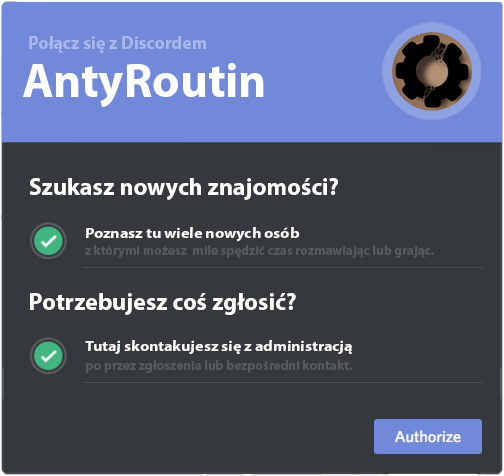 Połącz się z Discordem
AntyRoutin
Szukasz nowych znajomości?
Poznasz tu wiele nowych osób
z którymi możesz mile spędzić czas rozmawiając lub grając.
Potrzebujesz coś zgłosić?
Tutaj skontakujesz się z administracją
po przez zgłoszenia lub bezpośredni kontakt.
Authorize